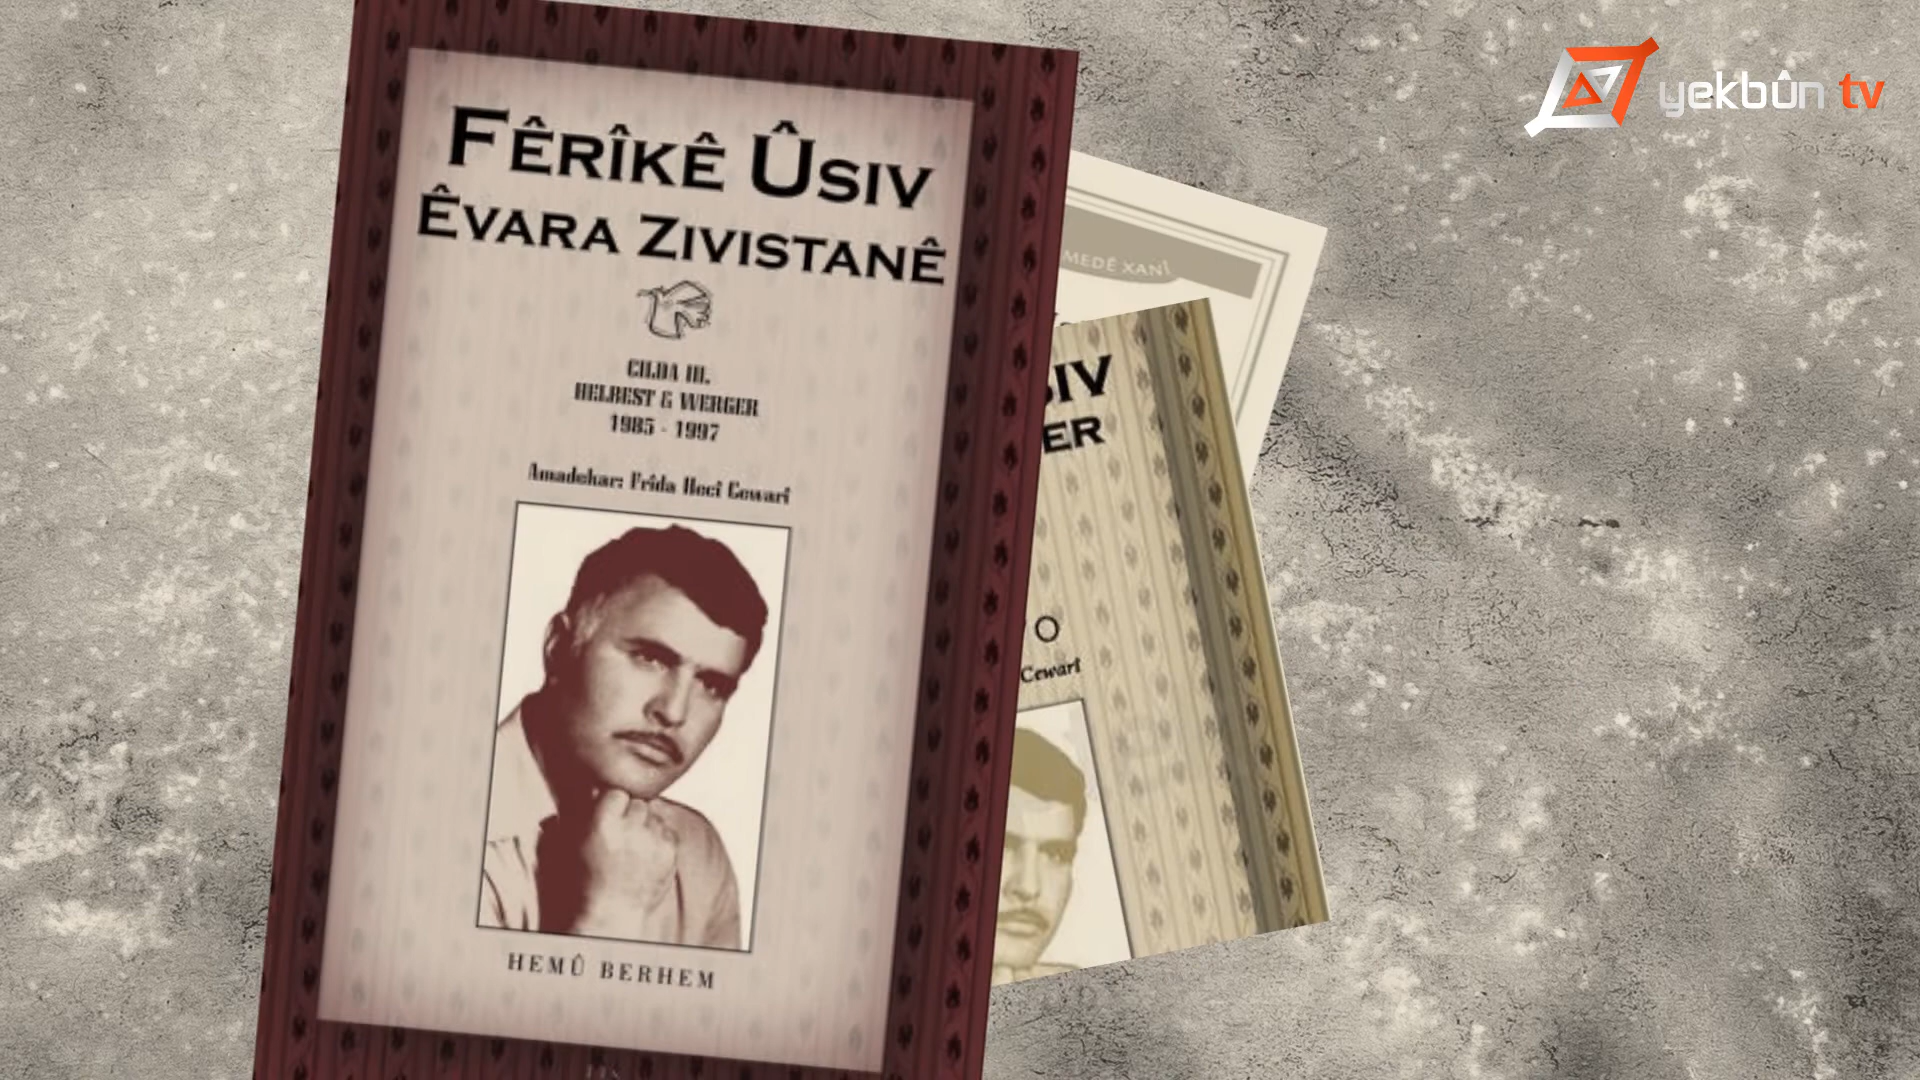 yekbûn tv
FÊRÎKÊ ÛSIV
ÊVARA ZIVISTANÊ
CILDA III.
HELBEST & WERGER
1985 - 1997
Amadekar: Frîda Hecî Cewarî
HEMÛ BERHEM
MEDÊ XANÎ
SIV
ER
O
Cewarî